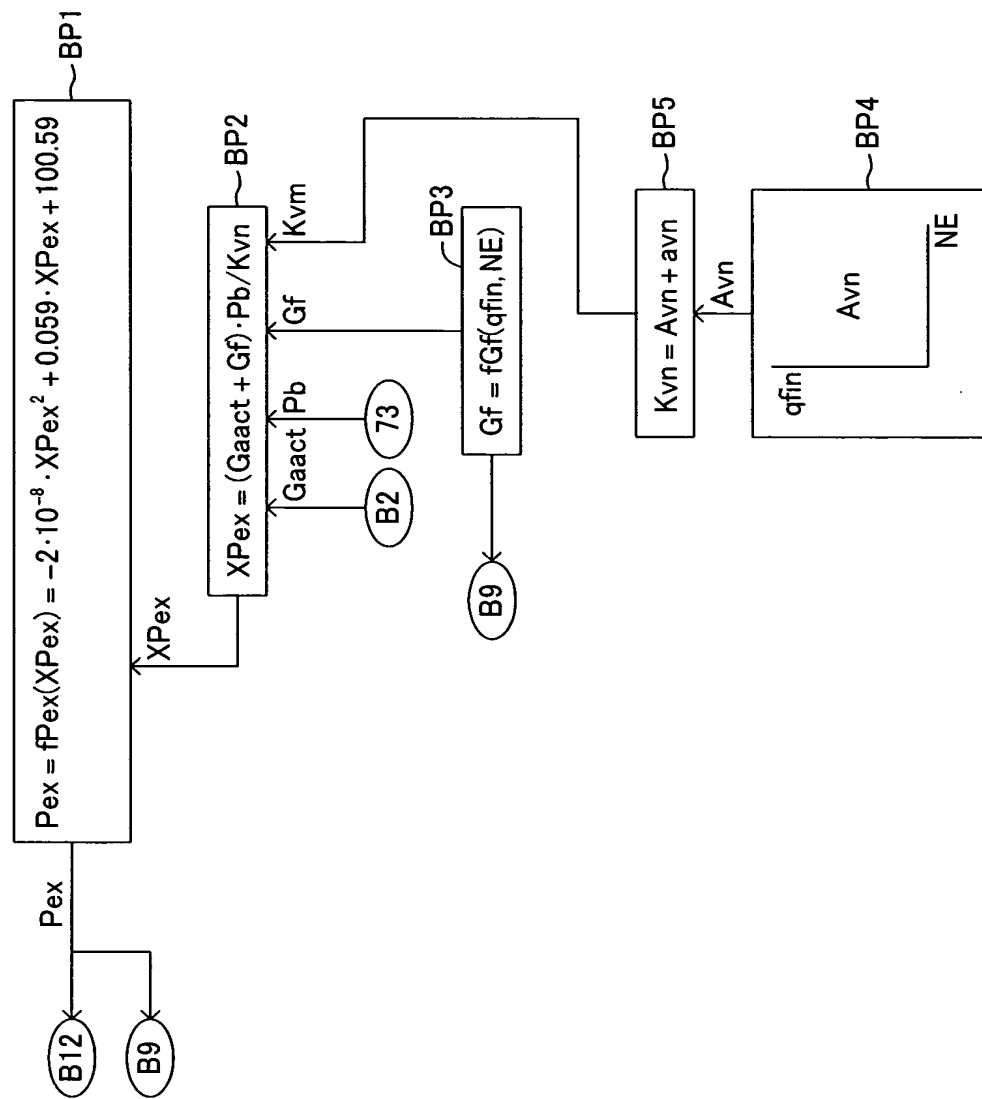 BP1
Pex = fPex(XPex) = -2·10⁻⁸·XPex² + 0.059·XPex + 100.59
Pex
B12
B9
XPex
BP2
XPex = (Gaact + Gf)·Pb/Kvn
Gaact
Pb
Gf
Kvm
B2
73
BP3
Gf = fGf(qfin, NE)
B9
BP5
Kvn = Avn + avn
Avn
BP4
qfin
Avn
NE